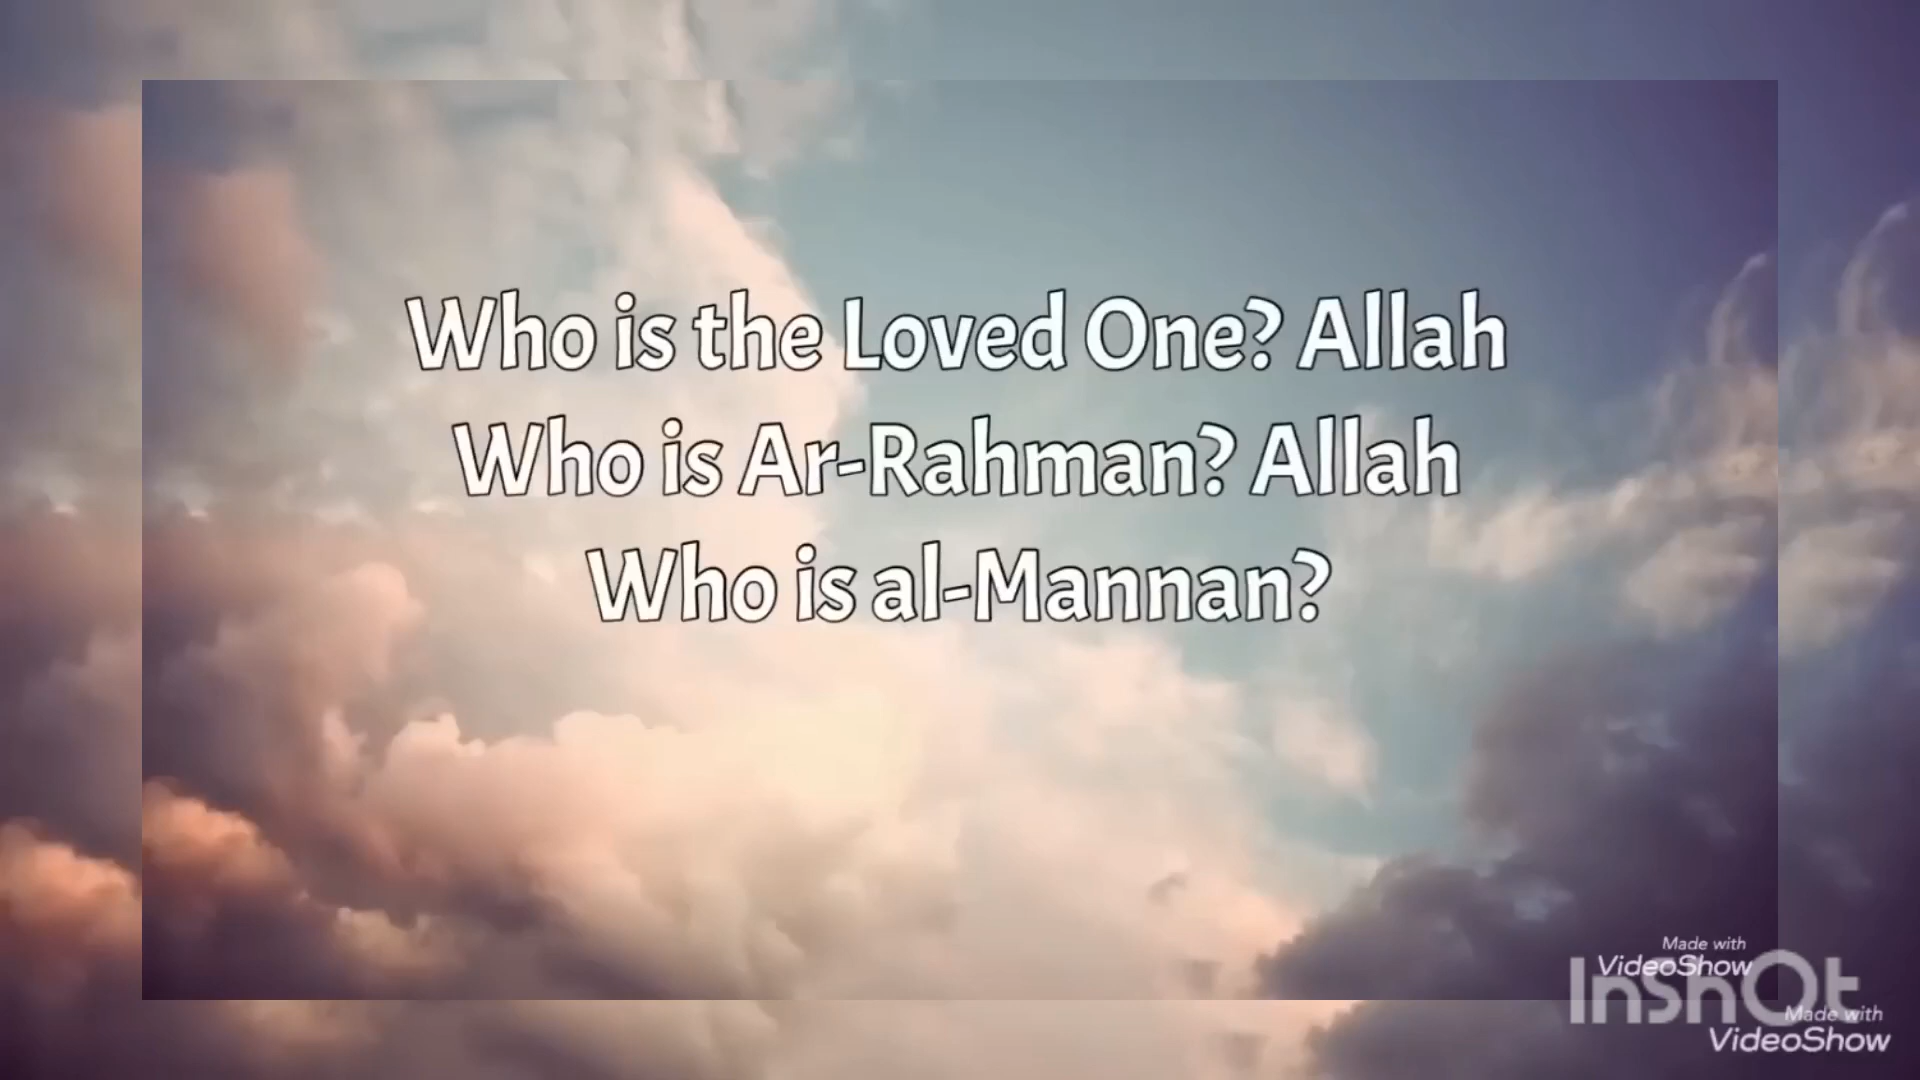 Who is the Loved One? Allah
Who is Ar-Rahman? Allah
Who is al-Mannan?
Made with
VideoShow
InShOt
Made with
VideoShow